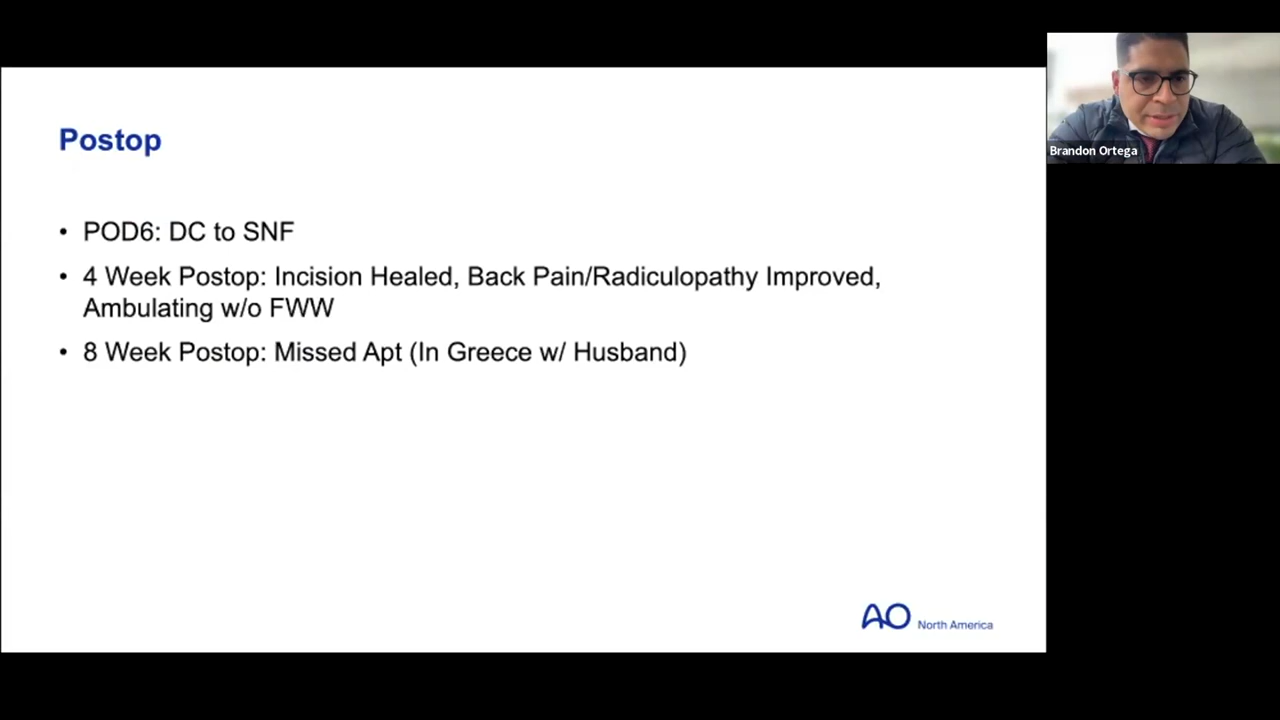 Postop
• POD6: DC to SNF
• 4 Week Postop: Incision Healed, Back Pain/Radiculopathy Improved,
Ambulating w/o FWW
• 8 Week Postop: Missed Apt (In Greece w/ Husband)
AO North America
Brandon Ortega